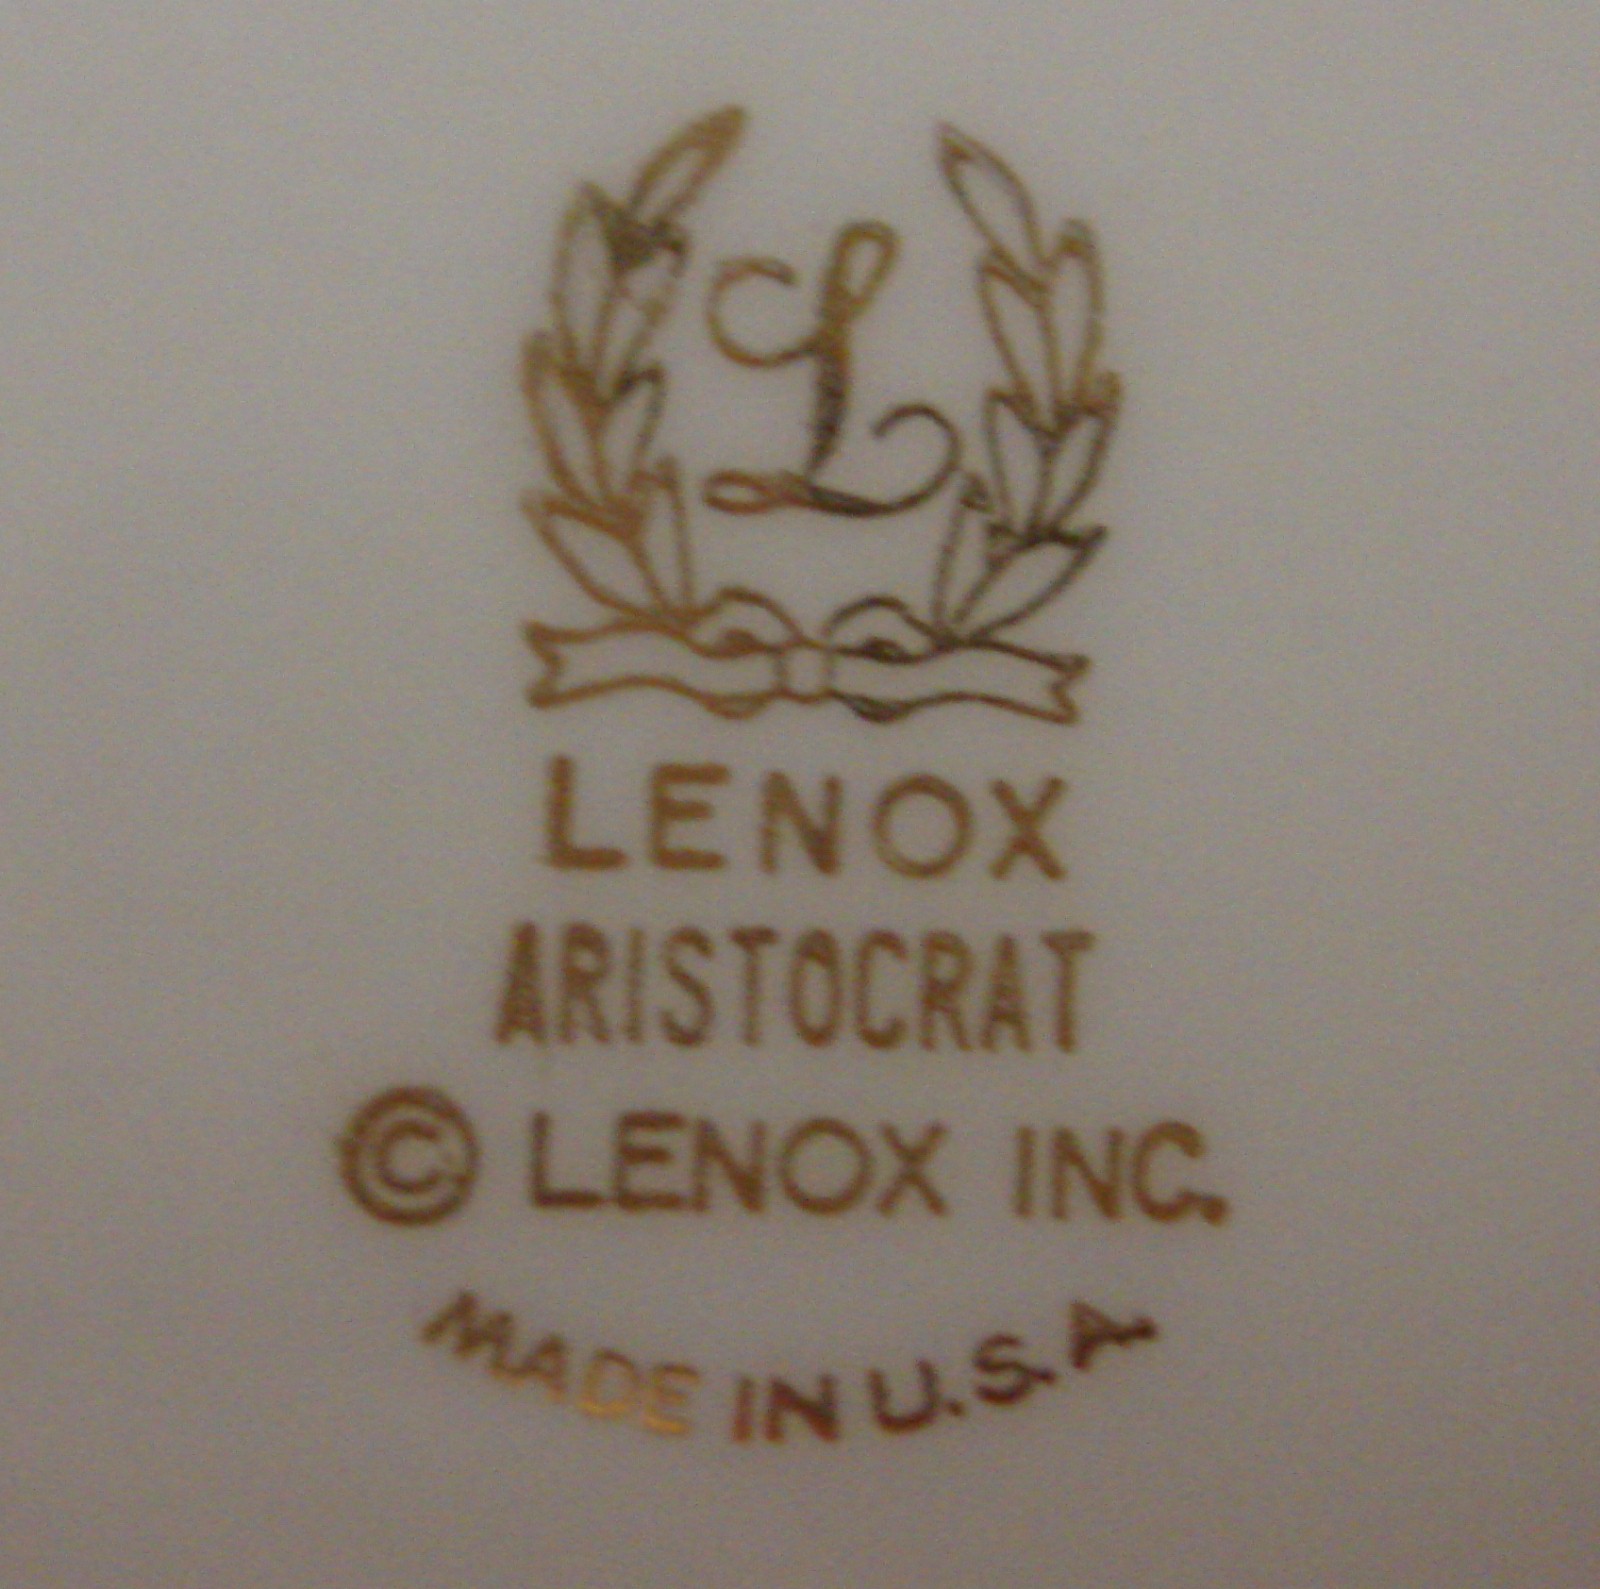 L
LENOX
ARISTOCRAT
© LENOX INC.
MADE IN U.S.A.